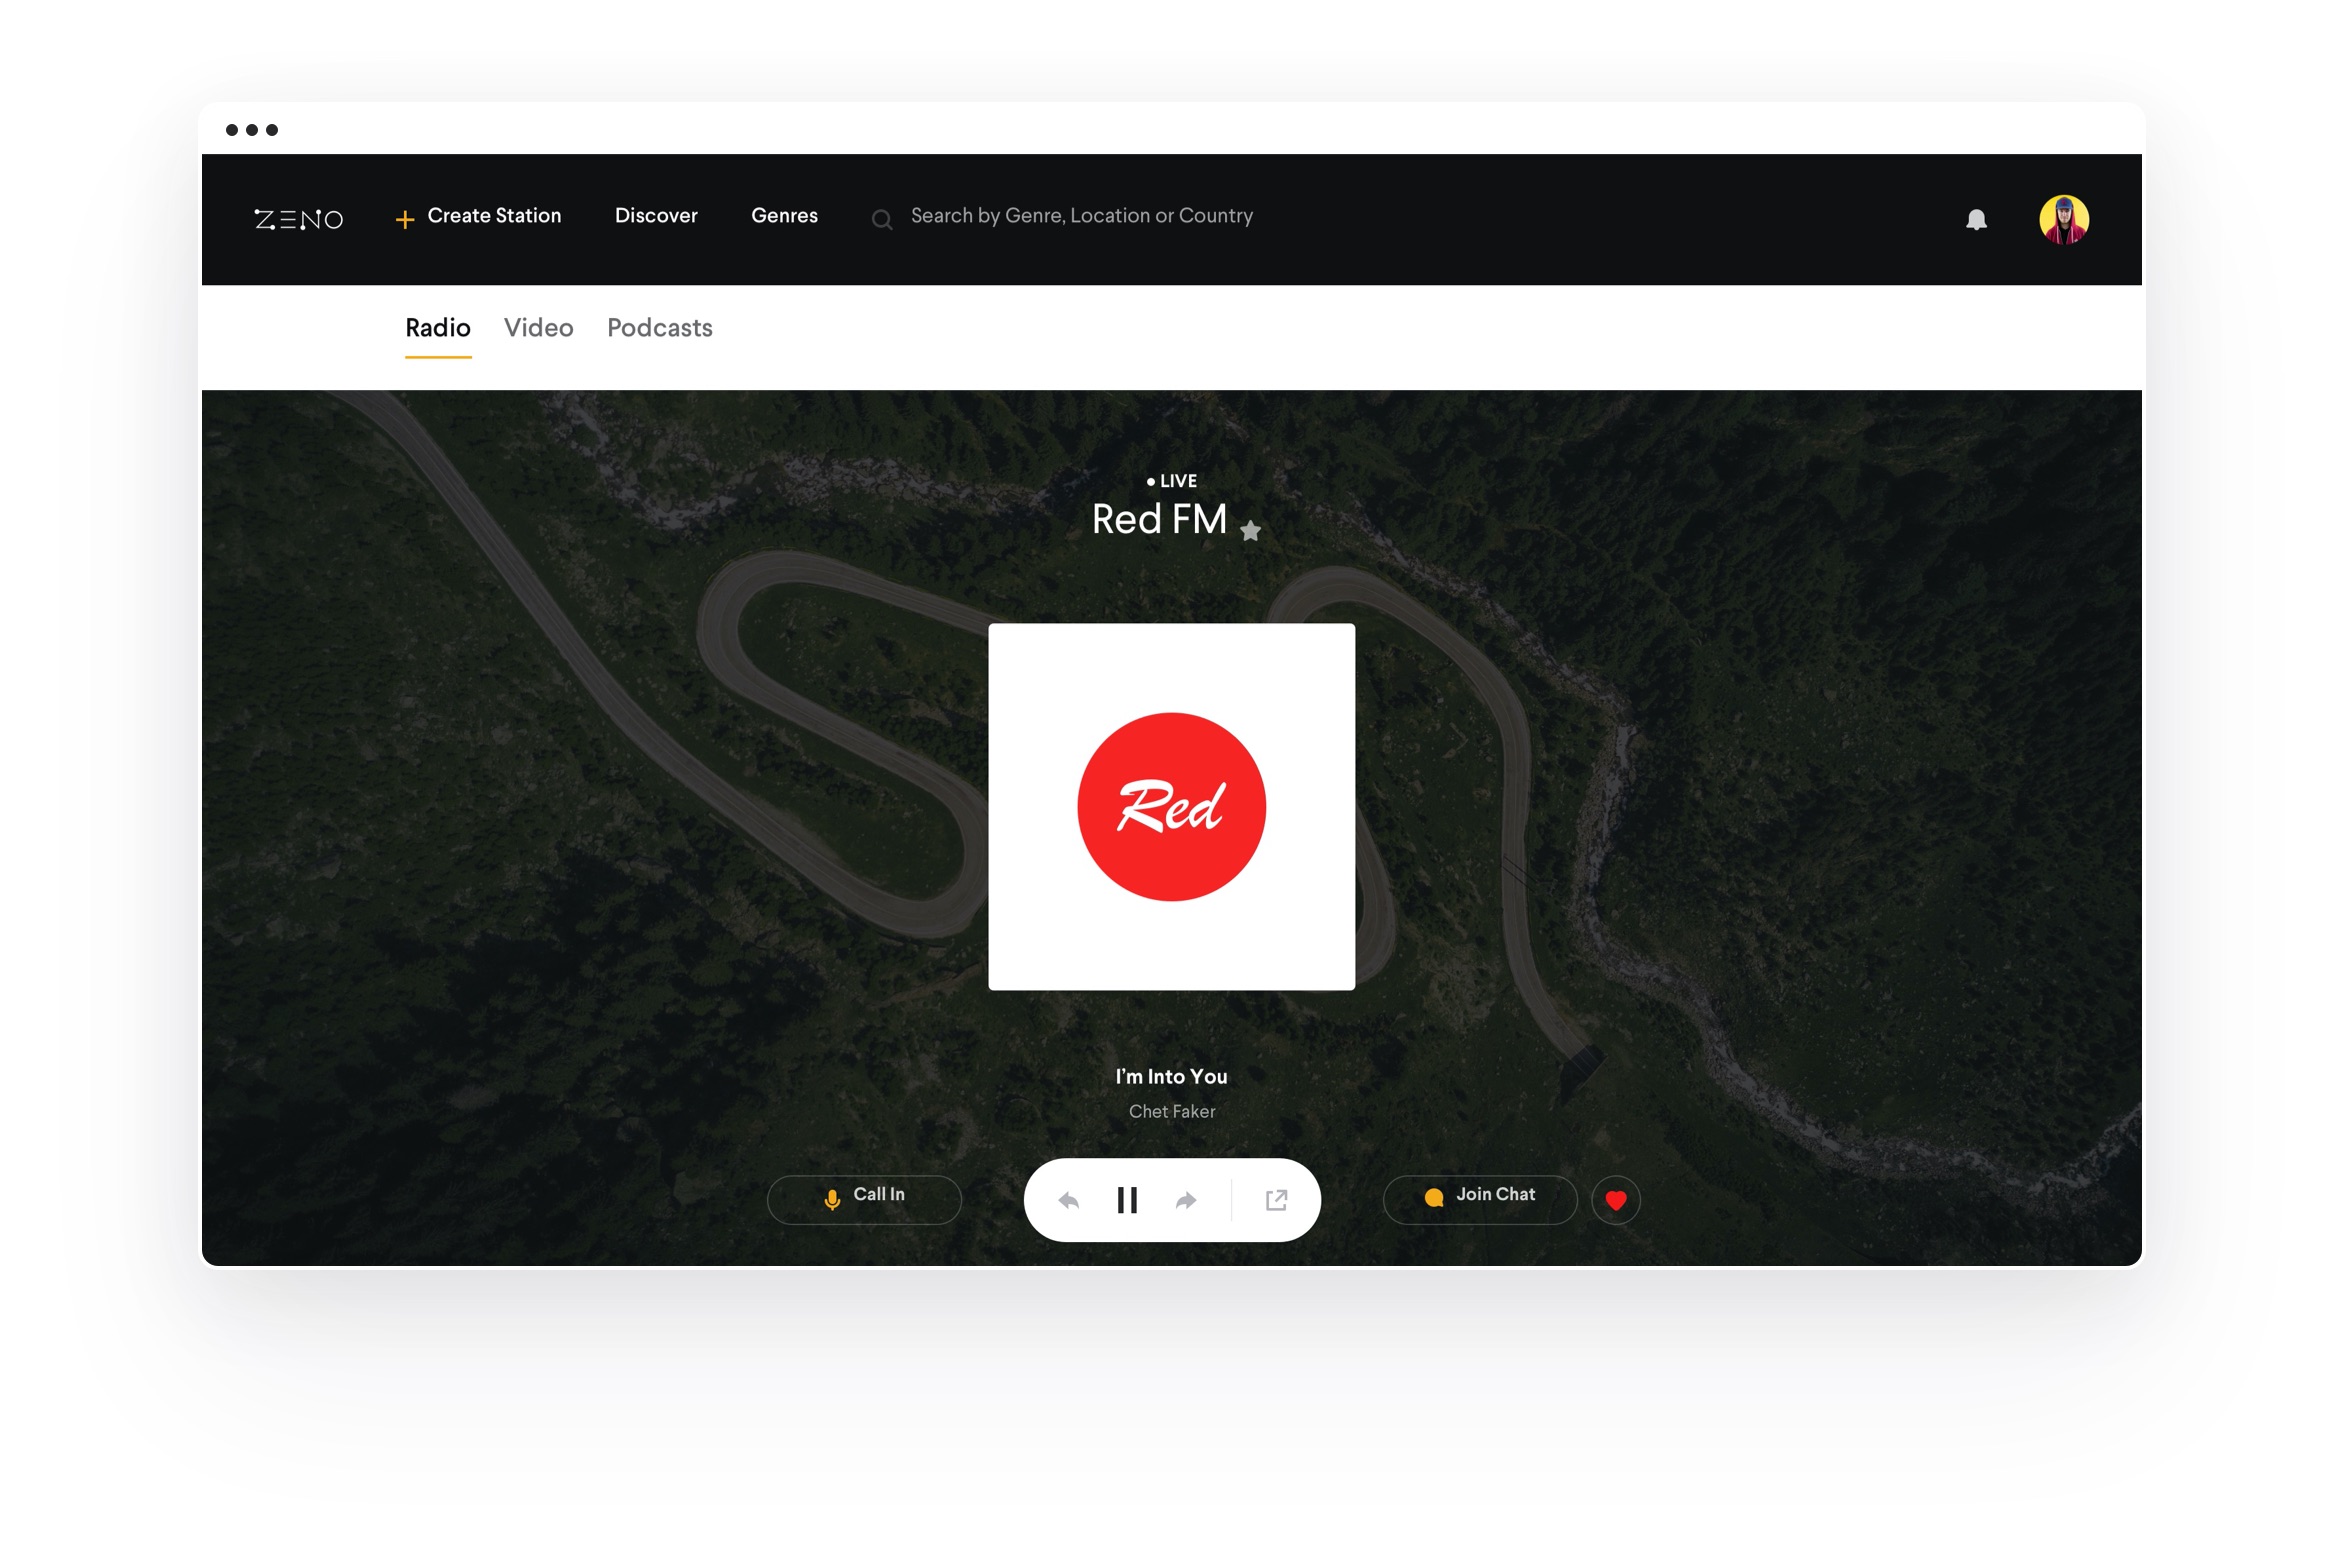 ZENO
Create Station
Discover
Genres
Search by Genre, Location or Country
Radio
Video
Podcasts
LIVE
Red FM
Red
I'm Into You
Chet Faker
Call In
Join Chat